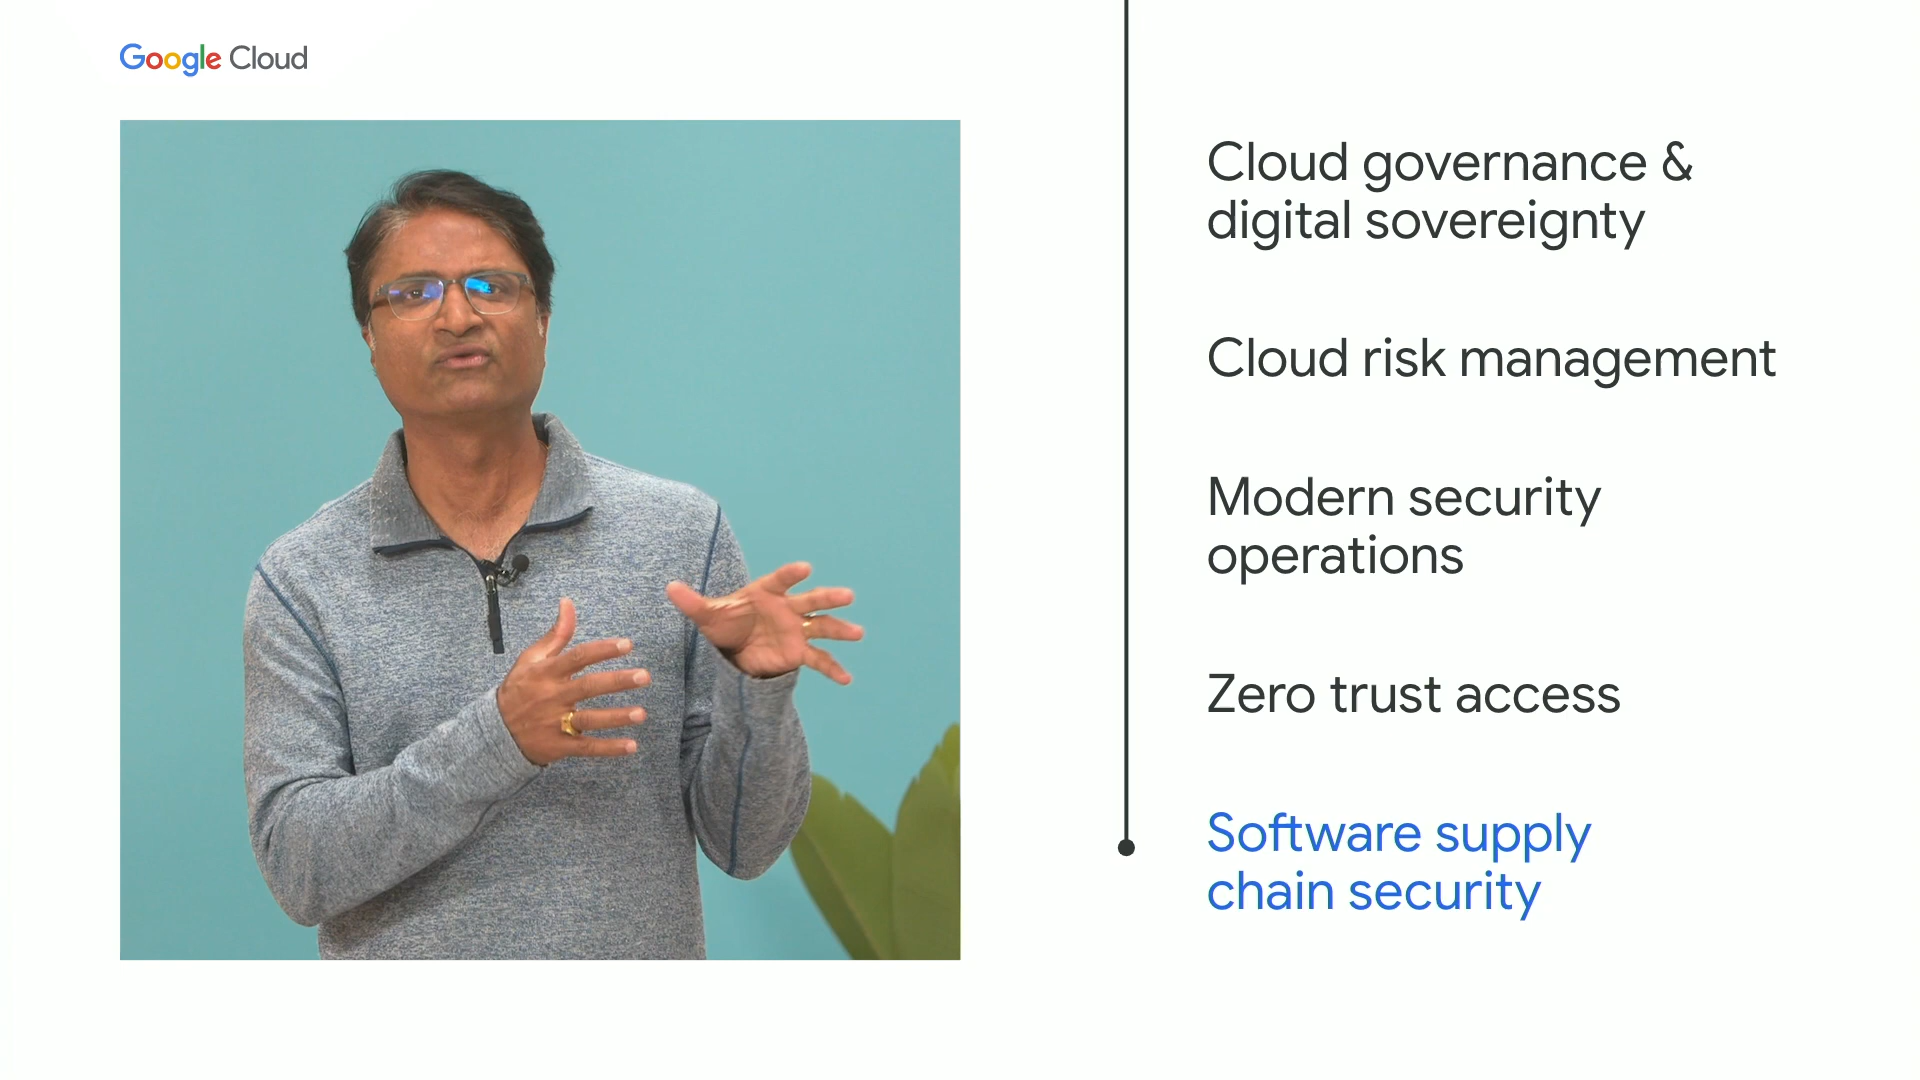 Google Cloud
Cloud governance &
digital sovereignty
Cloud risk management
Modern security
operations
Zero trust access
Software supply
chain security